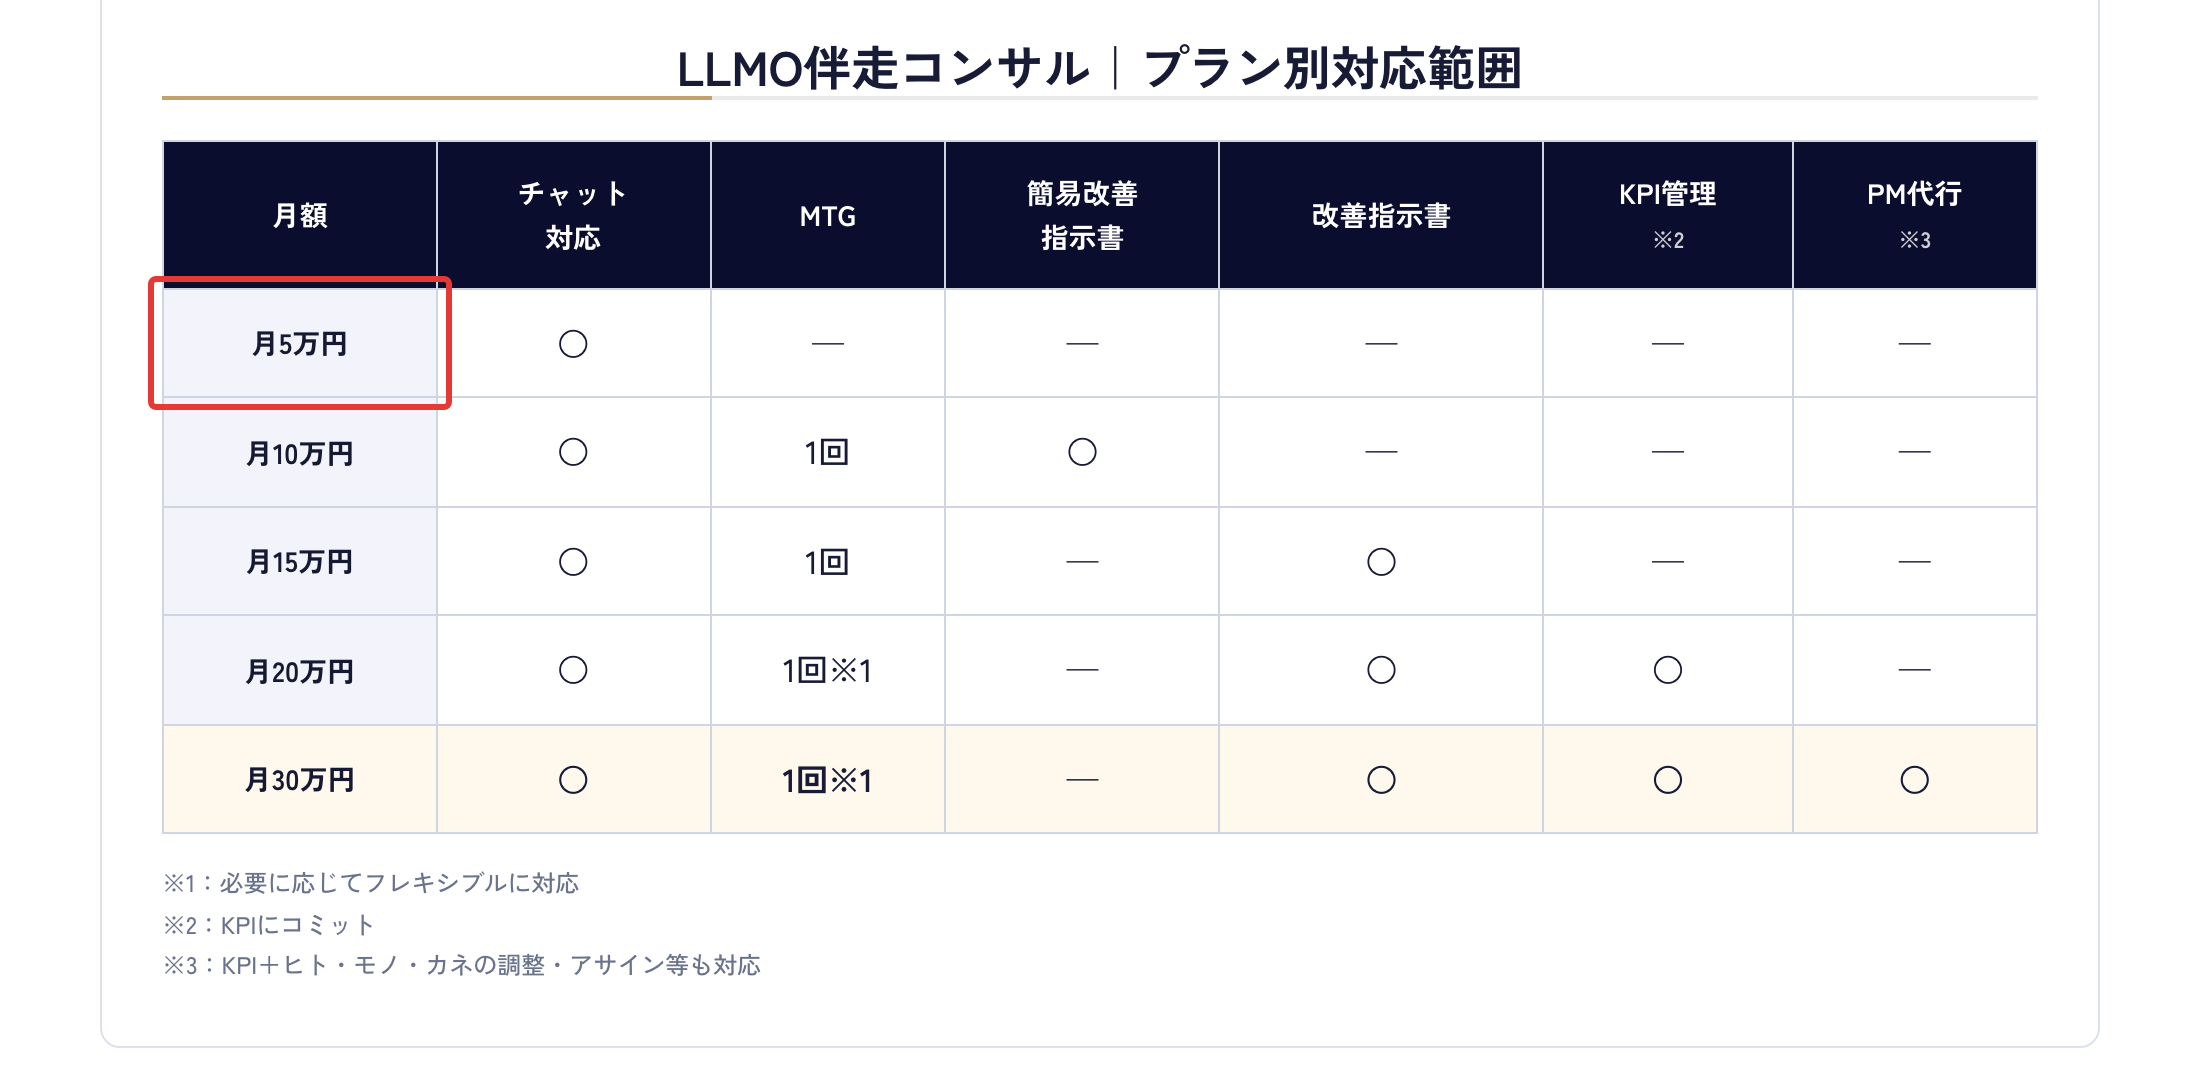 LLMO伴走コンサル｜プラン別対応範囲
月額 チャット対応 MTG 簡易改善指示書 改善指示書 KPI管理 ※2 PM代行 ※3
月5万円 ○ — — — — —
月10万円 ○ 1回 ○ — — —
月15万円 ○ 1回 — ○ — —
月20万円 ○ 1回※1 — ○ ○ —
月30万円 ○ 1回※1 — ○ ○ ○
※1：必要に応じてフレキシブルに対応
※2：KPIにコミット
※3：KPI＋ヒト・モノ・カネの調整・アサイン等も対応